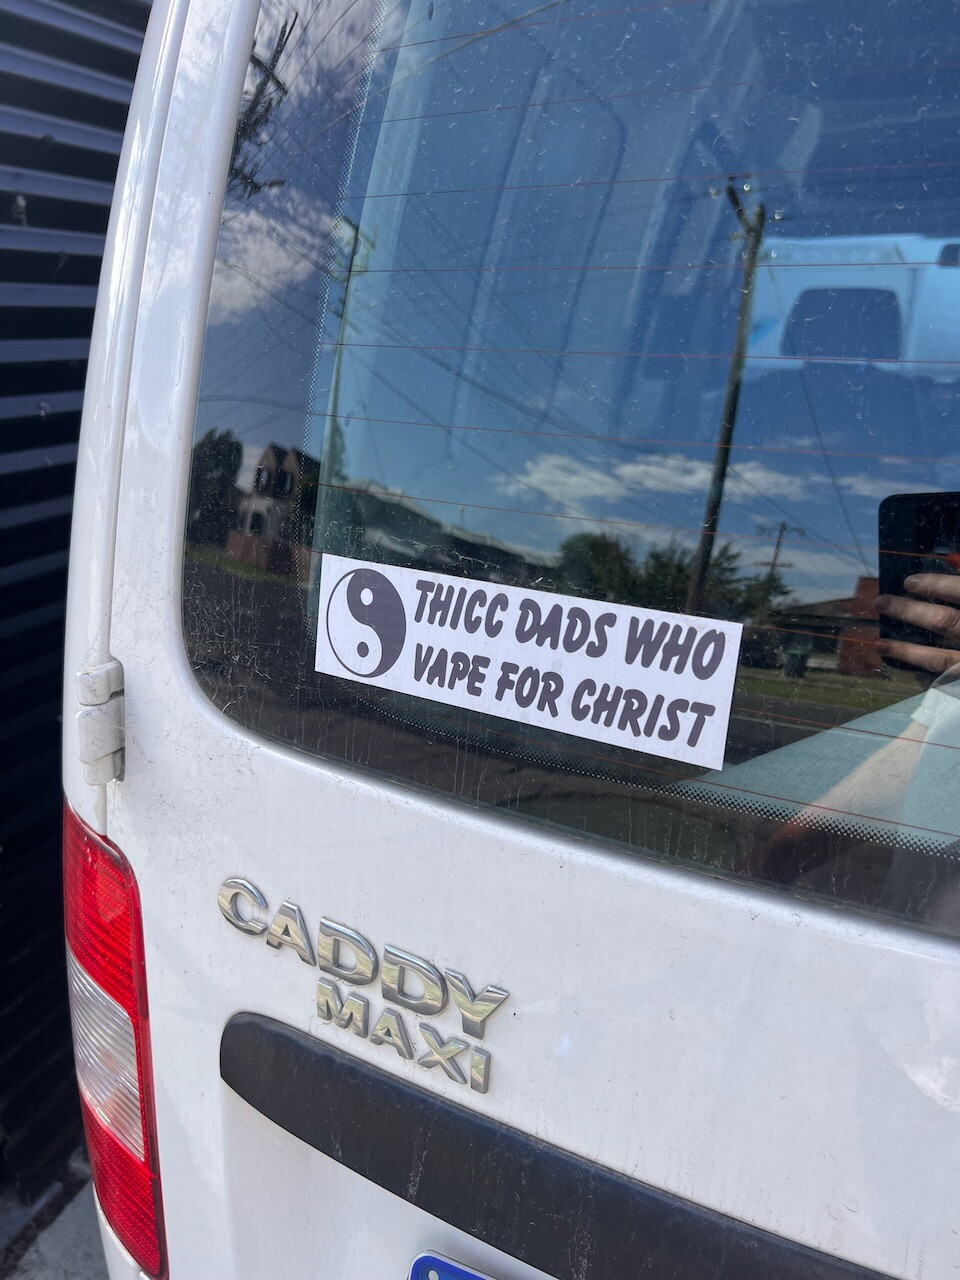 THICC DADS WHO
VAPE FOR CHRIST
CADDY
MAXI